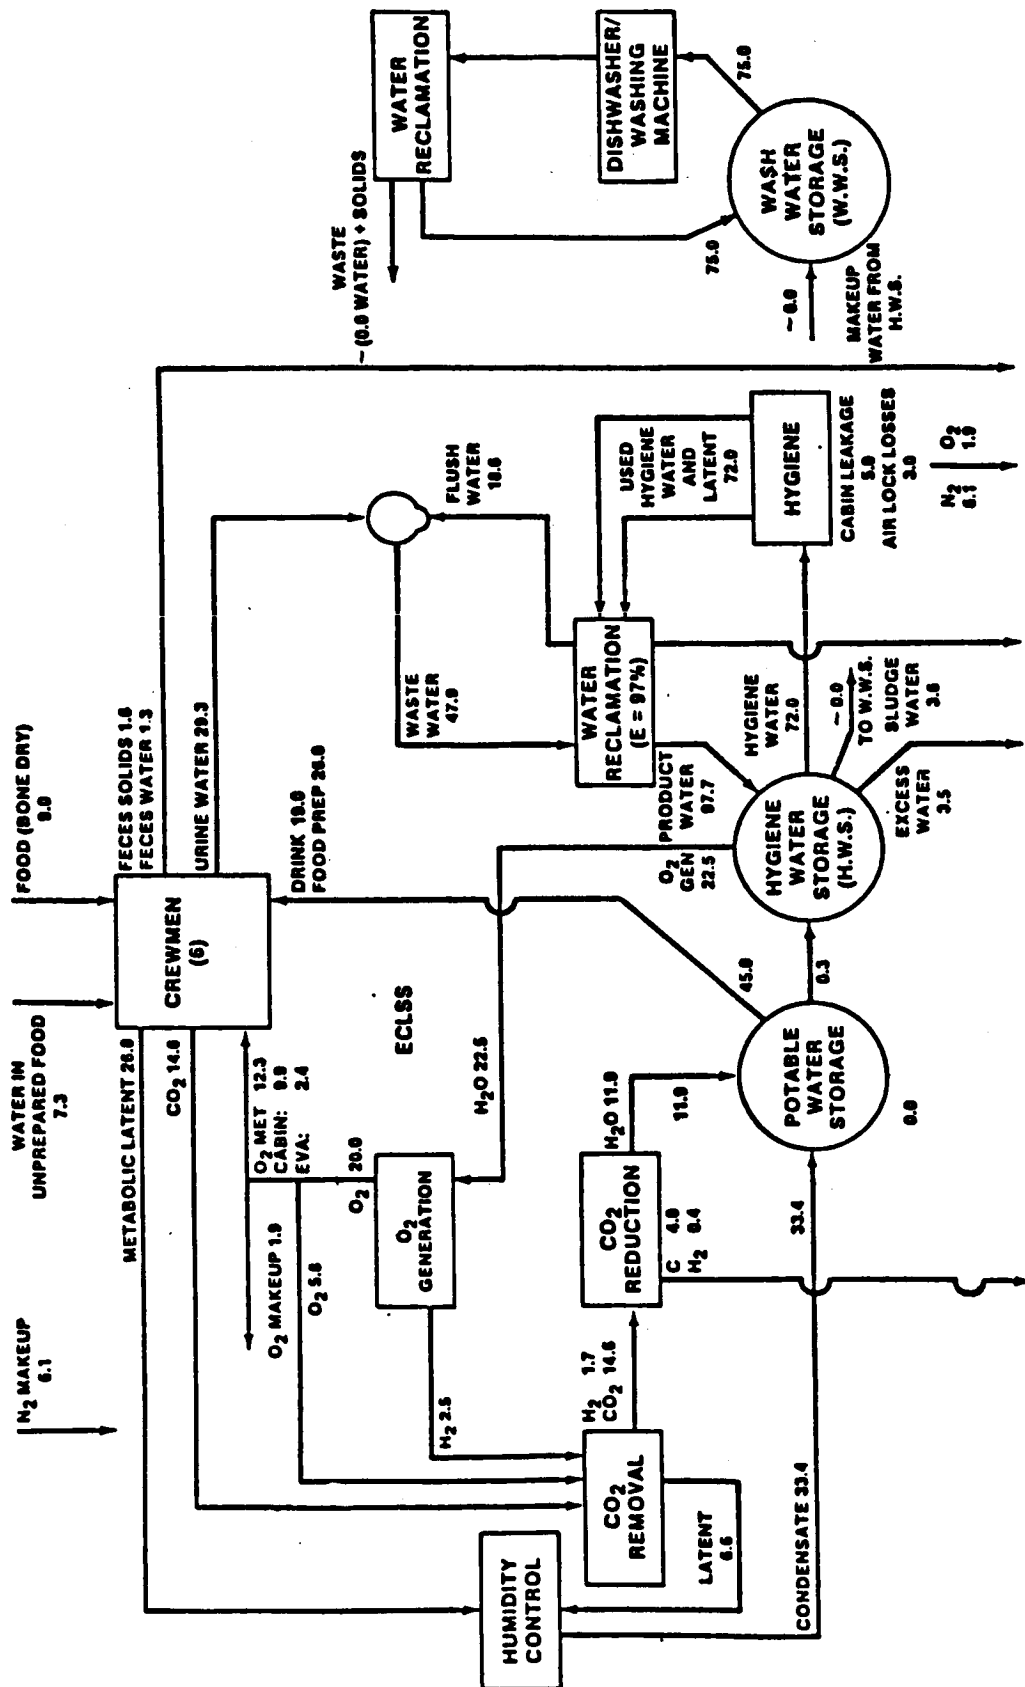 N2 MAKEUP
6.1
WATER IN
UNPREPARED FOOD
7.3
FOOD (BONE DRY)
9.0
METABOLIC LATENT 26.8
CO2 14.6
CREWMEN
(6)
FECES SOLIDS 1.6
FECES WATER 1.3
URINE WATER 29.3
DRINK 19.0
FOOD PREP 26.0
O2 MET 12.3
CABIN: 9.9
EVA: 2.4
O2 MAKEUP 1.9
O2 5.8
O2 20.0
O2
GENERATION
H2 2.5
ECLSS
H2O 22.5
HUMIDITY
CONTROL
CO2
REMOVAL
LATENT
6.6
H2 1.7
CO2 14.6
CO2
REDUCTION
C 4.0
H2 0.4
H2O 11.9
11.9
CONDENSATE 33.4
33.4
POTABLE
WATER
STORAGE
0.0
45.0
0.3
O2
GEN
22.5
PRODUCT
WATER
97.7
HYGIENE
WATER
STORAGE
(H.W.S.)
EXCESS
WATER
3.5
HYGIENE
WATER
72.0
~ 0.0
TO W.W.S.
SLUDGE
WATER
3.6
WASTE
WATER
47.9
WATER
RECLAMATION
(E = 97%)
FLUSH
WATER
18.6
USED
HYGIENE
WATER
AND
LATENT
72.0
HYGIENE
CABIN LEAKAGE
5.0
AIR LOCK LOSSES
3.0
N2 O2
6.1 1.9
WASTE
~ (0.0 WATER) + SOLIDS
WATER
RECLAMATION
DISHWASHER/
WASHING
MACHINE
75.0
75.0
WASH
WATER
STORAGE
(W.W.S.)
~ 0.0
MAKEUP
WATER FROM
H.W.S.